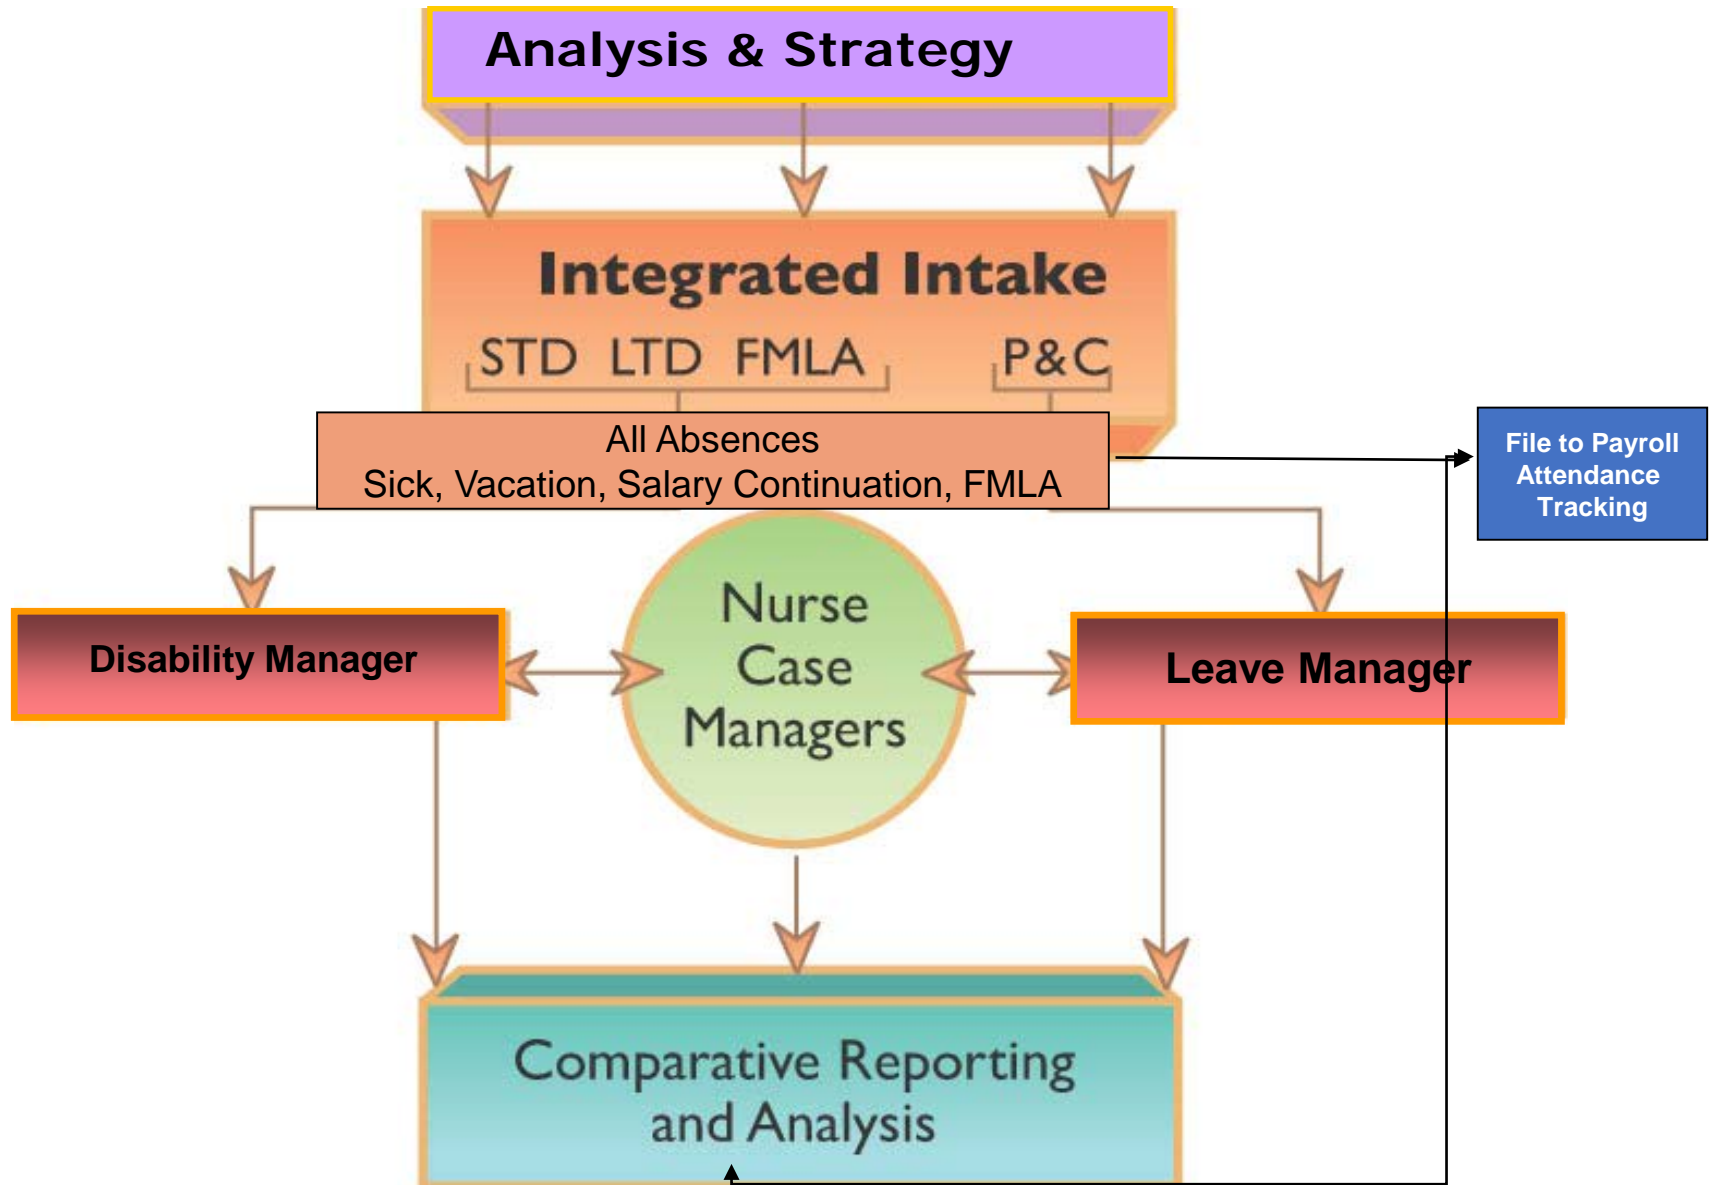 Analysis & Strategy
Integrated Intake
STD LTD FMLA P&C
All Absences
Sick, Vacation, Salary Continuation, FMLA
File to Payroll
Attendance
Tracking
Nurse
Case
Managers
Disability Manager
Leave Manager
Comparative Reporting
and Analysis